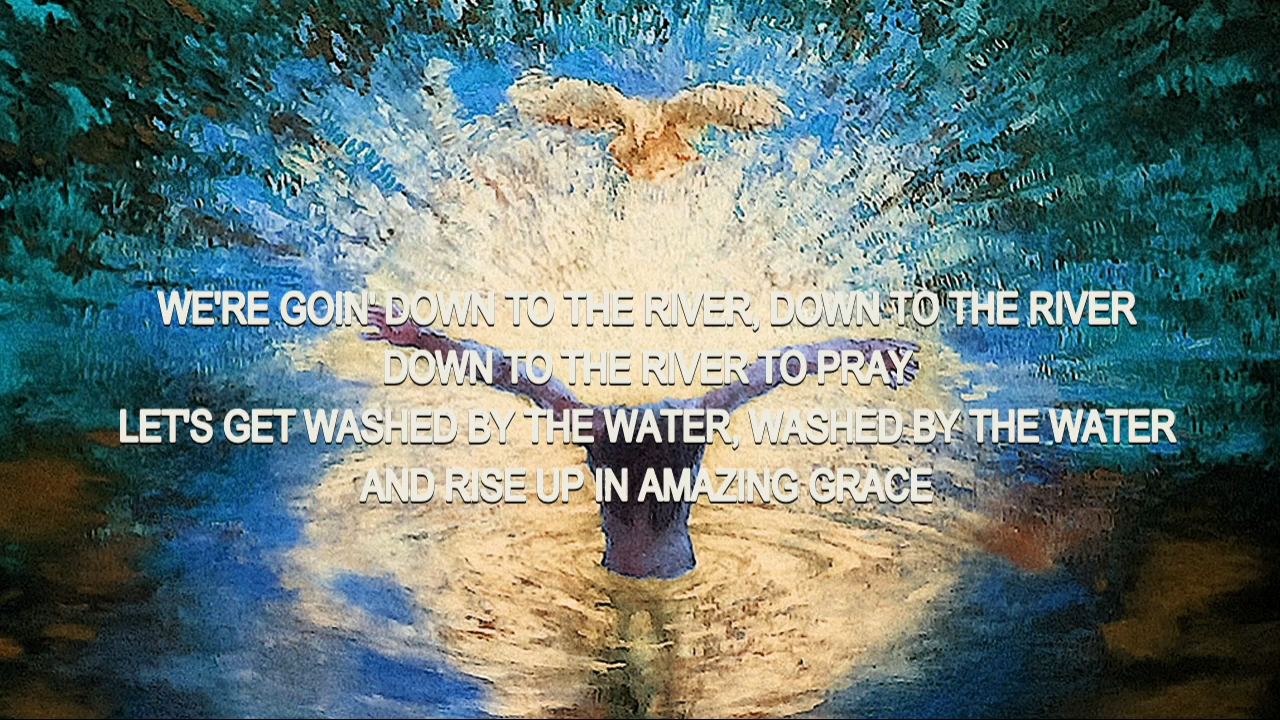 WE'RE GOIN' DOWN TO THE RIVER, DOWN TO THE RIVER
DOWN TO THE RIVER TO PRAY
LET'S GET WASHED BY THE WATER, WASHED BY THE WATER
AND RISE UP IN AMAZING GRACE